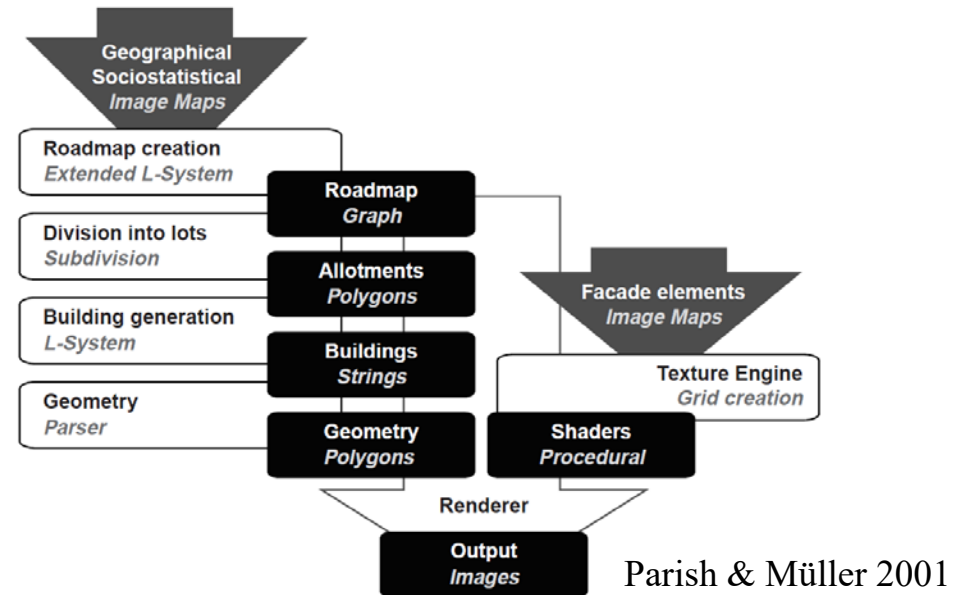 Geographical
Sociostatistical
Image Maps
Roadmap creation
Extended L-System
Roadmap
Graph
Division into lots
Subdivision
Allotments
Polygons
Building generation
L-System
Buildings
Strings
Geometry
Parser
Geometry
Polygons
Facade elements
Image Maps
Texture Engine
Grid creation
Shaders
Procedural
Renderer
Output
Images
Parish & Müller 2001